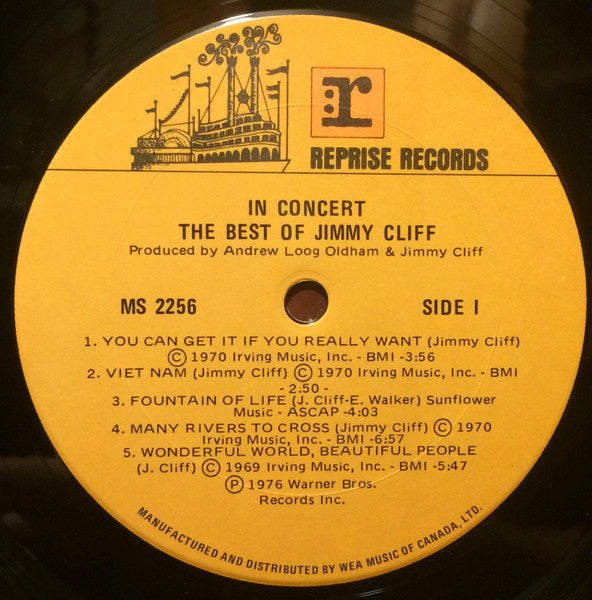 r
REPRISE RECORDS
IN CONCERT
THE BEST OF JIMMY CLIFF
Produced by Andrew Loog Oldham & Jimmy Cliff
MS 2256
SIDE I
1. YOU CAN GET IT IF YOU REALLY WANT (Jimmy Cliff)
© 1970 Irving Music, Inc. - BMI -3:56
2. VIET NAM (Jimmy Cliff) © 1970 Irving Music, Inc. - BMI
- 2:50 -
3. FOUNTAIN OF LIFE (J. Cliff-E. Walker) Sunflower
Music - ASCAP -4:03
4. MANY RIVERS TO CROSS (Jimmy Cliff) © 1970
Irving Music, Inc. - BMI -6:57
5. WONDERFUL WORLD, BEAUTIFUL PEOPLE
(J. Cliff) © 1969 Irving Music, Inc. - BMI -5:47
℗ 1976 Warner Bros.
Records Inc.
MANUFACTURED AND DISTRIBUTED BY WEA MUSIC OF CANADA, LTD.